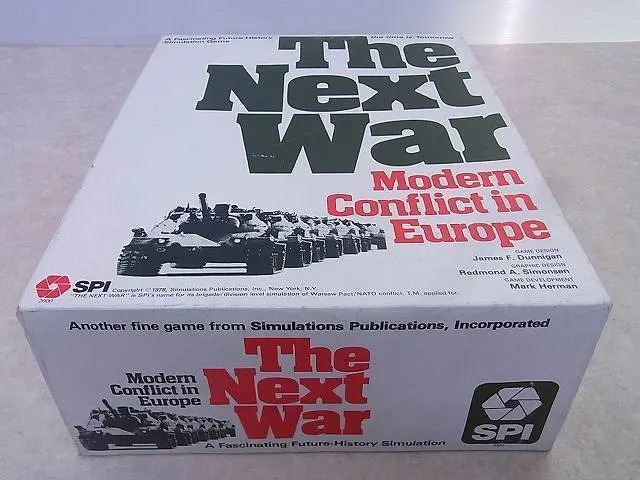 A Fascinating Future-History
Simulation Game
the time is: Tomorrow
The
Next
War
Modern
Conflict in
Europe
GAME DESIGN
James F. Dunnigan
GRAPHIC DESIGN
Redmond A. Simonsen
GAME DEVELOPMENT
Mark Herman
SPI
2900
Copyright © 1978, Simulations Publications, Inc., New York, N.Y.
"THE NEXT WAR" is SPI's name for its brigade/division level simulation of Warsaw Pact/NATO conflict. T.M. applied for.
Another fine game from Simulations Publications, Incorporated
Modern
Conflict in
Europe
The
Next
War
A Fascinating Future-History Simulation
SPI